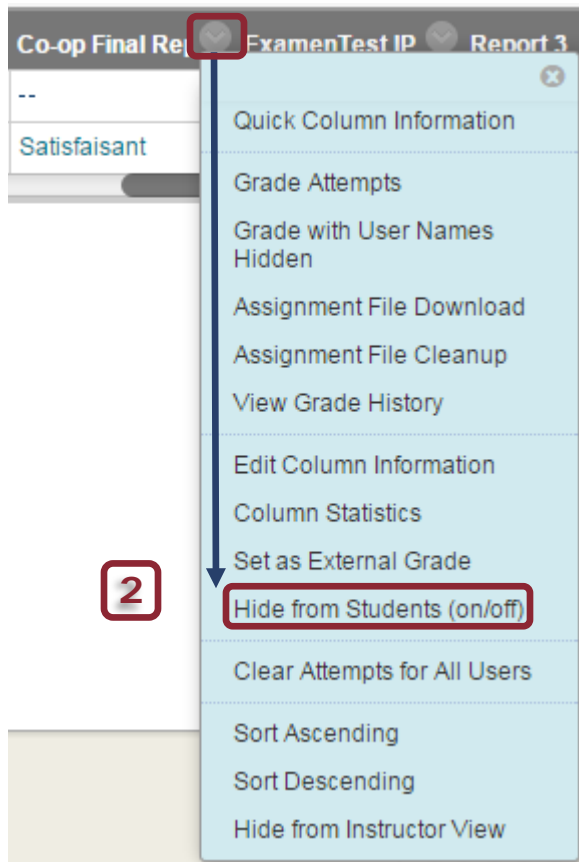 Co-op Final Rep ExamenTest IP Report 3
--
Satisfaisant
Quick Column Information
Grade Attempts
Grade with User Names
Hidden
Assignment File Download
Assignment File Cleanup
View Grade History
Edit Column Information
Column Statistics
Set as External Grade
2
Hide from Students (on/off)
Clear Attempts for All Users
Sort Ascending
Sort Descending
Hide from Instructor View